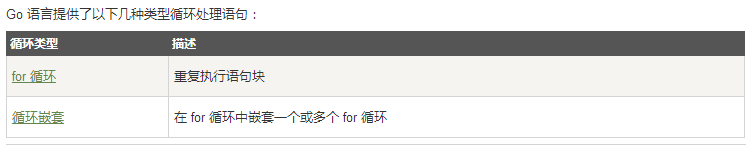 Go 语言提供了以下几种类型循环处理语句：
循环类型 描述
for 循环 重复执行语句块
循环嵌套 在 for 循环中嵌套一个或多个 for 循环